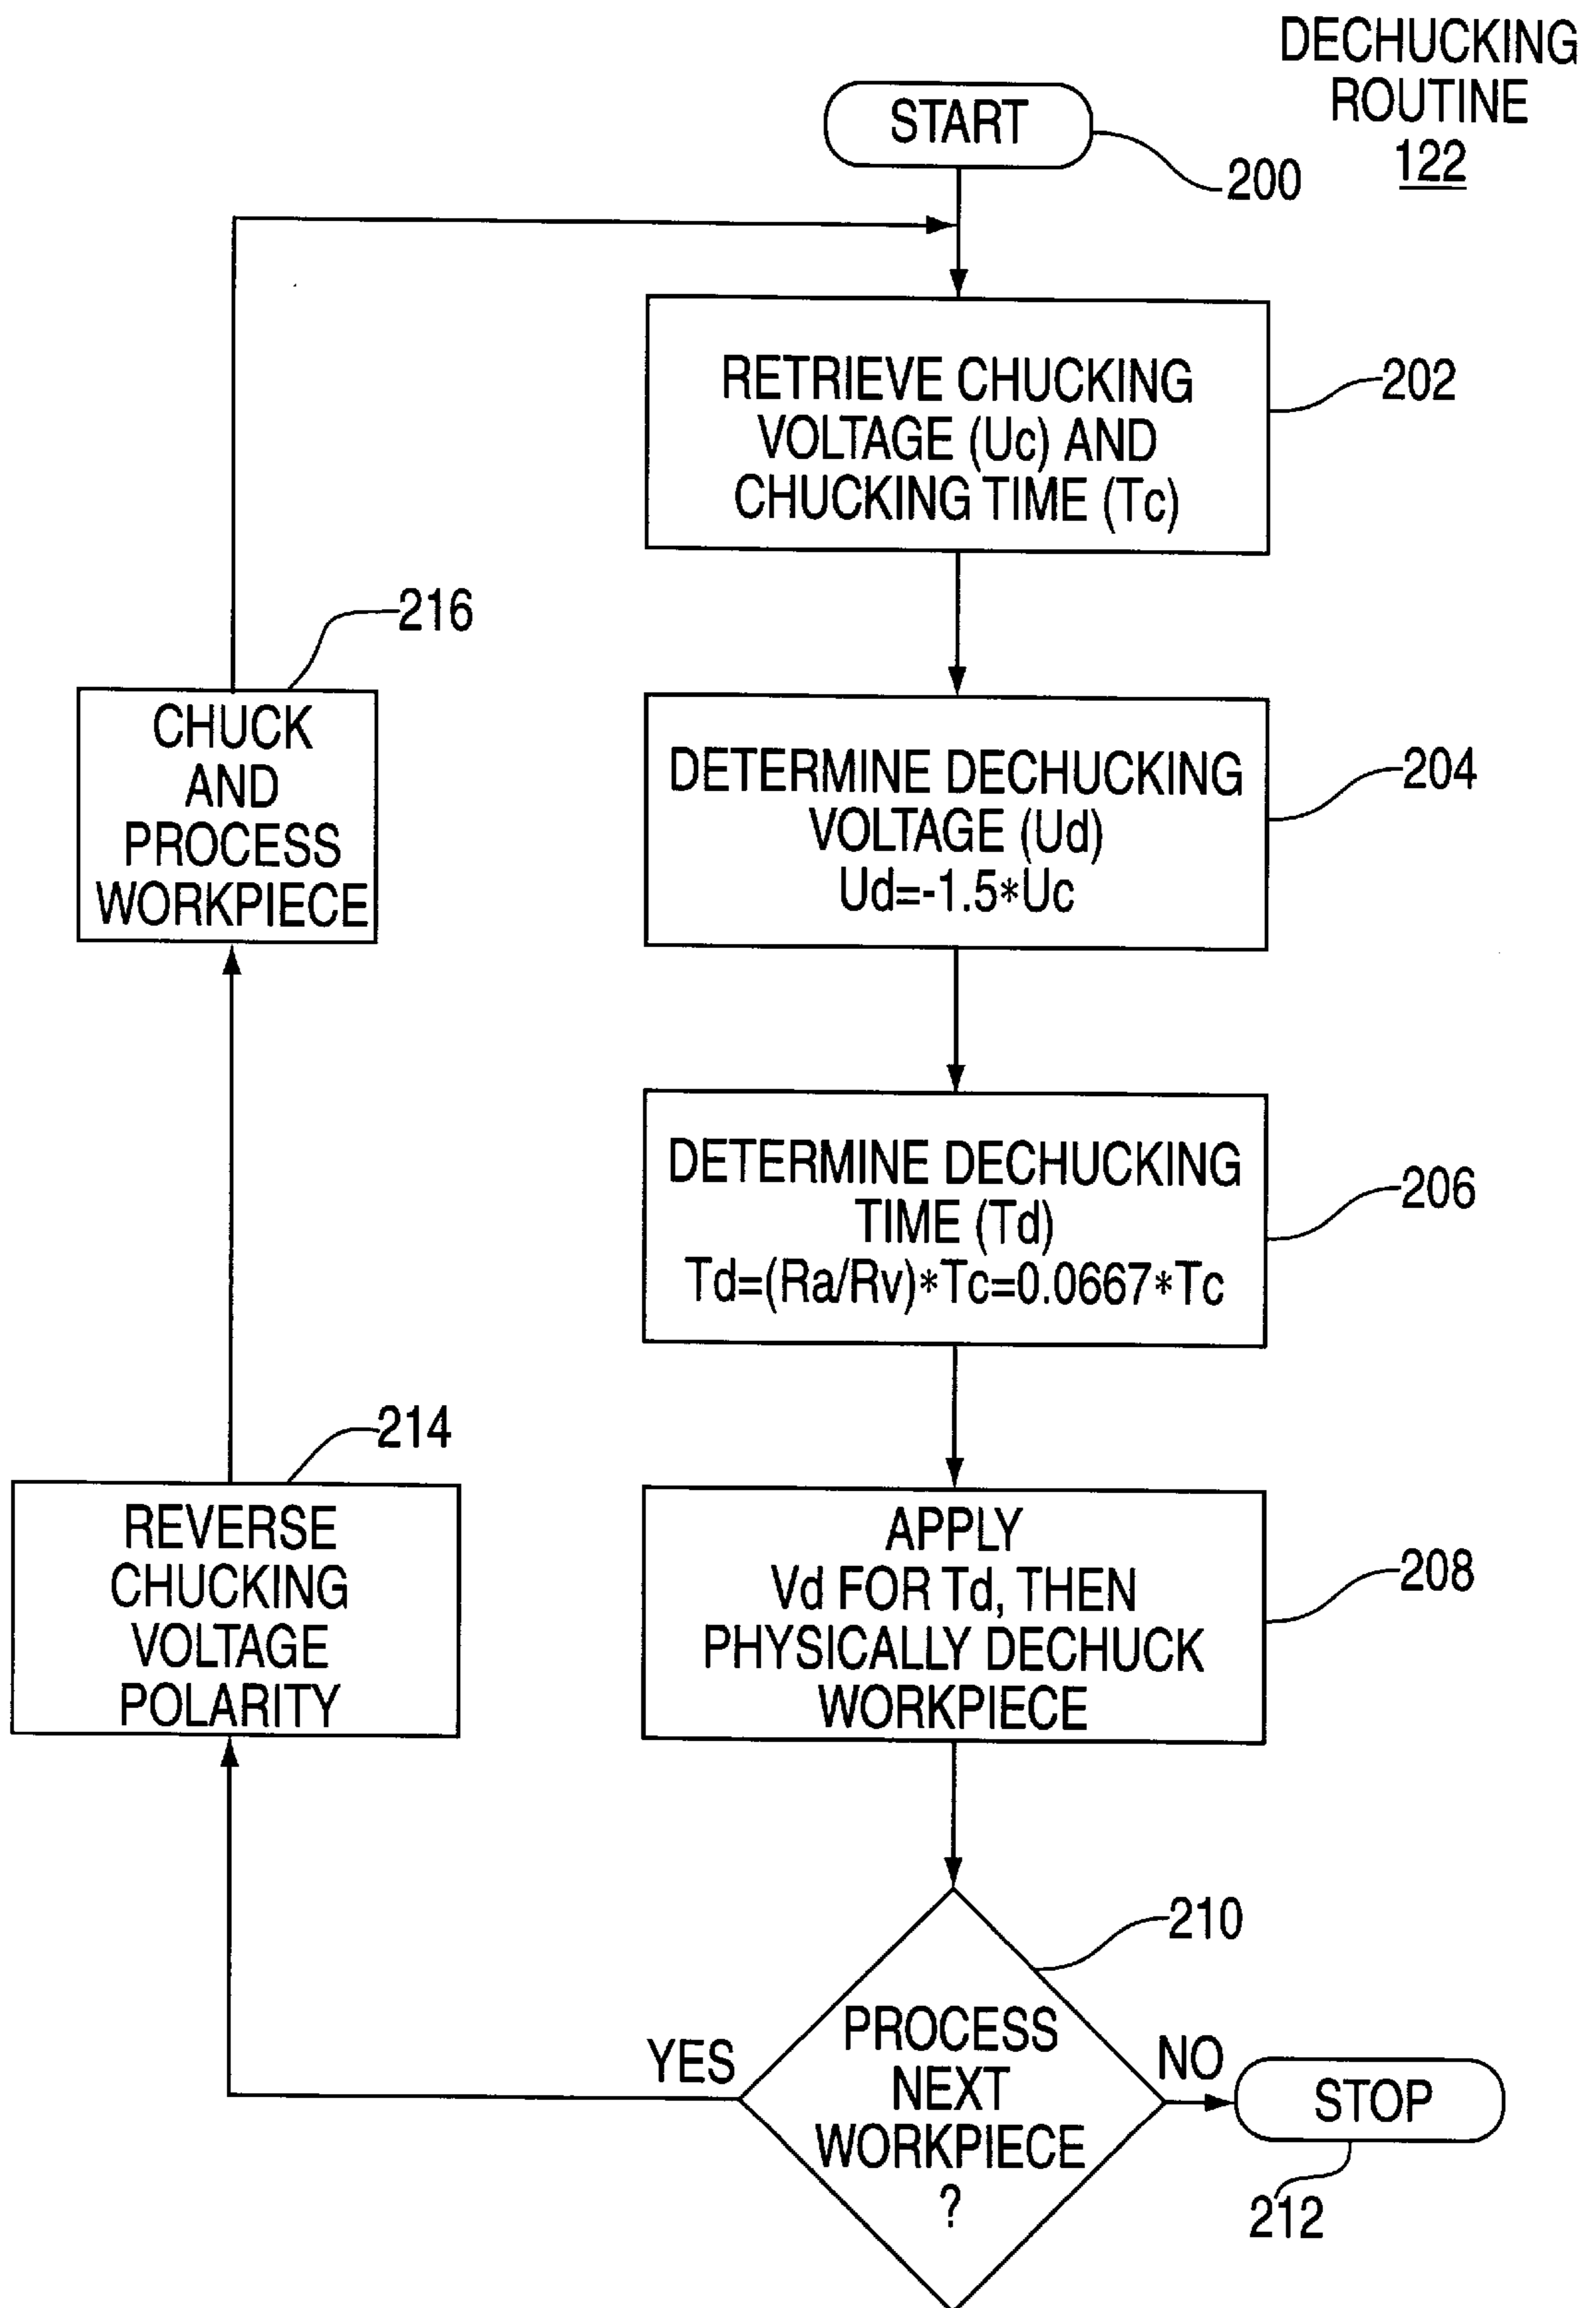 DECHUCKING
ROUTINE
122
START
200
RETRIEVE CHUCKING
VOLTAGE (Uc) AND
CHUCKING TIME (Tc)
202
DETERMINE DECHUCKING
VOLTAGE (Ud)
Ud=-1.5*Uc
204
DETERMINE DECHUCKING
TIME (Td)
Td=(Ra/Rv)*Tc=0.0667*Tc
206
APPLY
Vd FOR Td, THEN
PHYSICALLY DECHUCK
WORKPIECE
208
PROCESS
NEXT
WORKPIECE
?
210
NO
STOP
212
YES
REVERSE
CHUCKING
VOLTAGE
POLARITY
214
CHUCK
AND
PROCESS
WORKPIECE
216